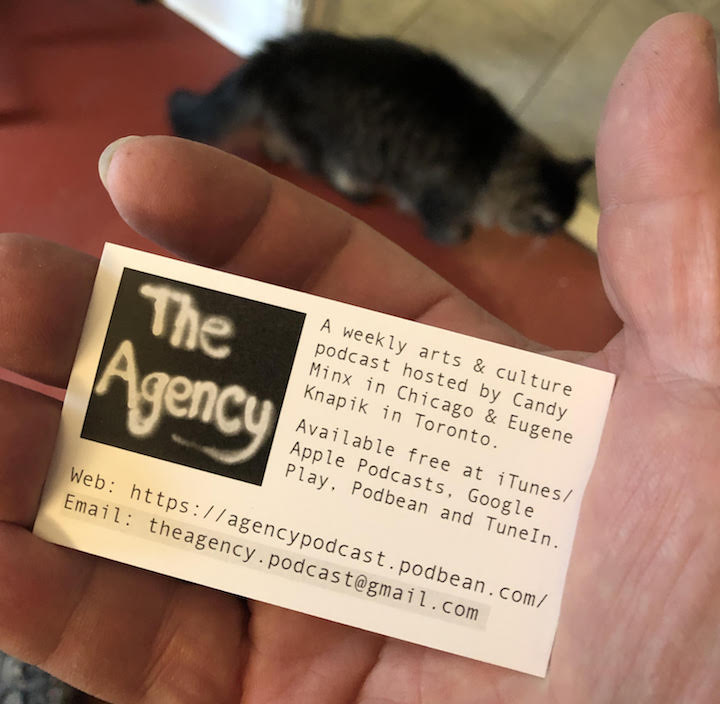 The
Agency
A weekly arts & culture
podcast hosted by Candy
Minx in Chicago & Eugene
Knapik in Toronto.
Available free at iTunes/
Apple Podcasts, Google
Play, Podbean and TuneIn.
Web: https://agencypodcast.podbean.com/
Email: theagency.podcast@gmail.com